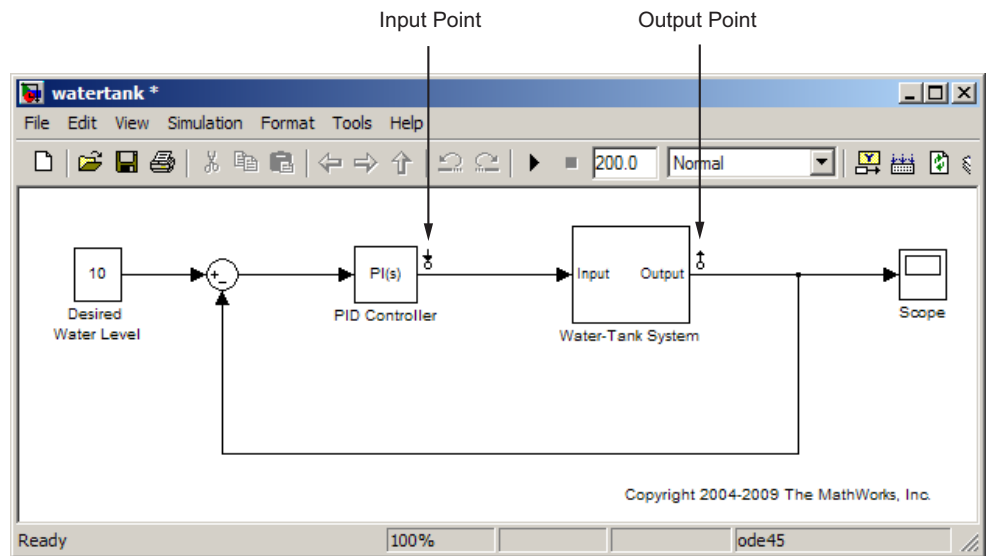 Input Point
Output Point
watertank *
File Edit View Simulation Format Tools Help
200.0 Normal
10
Desired
Water Level
+
−
PI(s)
PID Controller
Input Output
Water-Tank System
Scope
Copyright 2004-2009 The MathWorks, Inc.
Ready 100% ode45